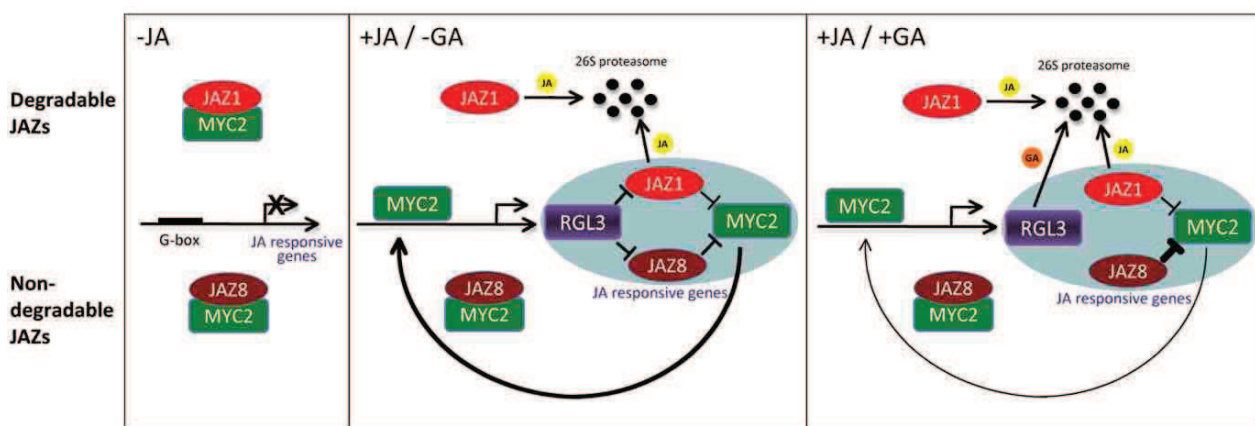 Degradable
JAZs
Non-
degradable
JAZs
-JA
JAZ1
MYC2
G-box
JA responsive
genes
JAZ8
MYC2
+JA / -GA
26S proteasome
JAZ1
JA
JA
JAZ1
MYC2
RGL3
MYC2
JAZ8
JA responsive genes
JAZ8
MYC2
+JA / +GA
26S proteasome
JAZ1
JA
GA
JA
JAZ1
MYC2
RGL3
MYC2
JAZ8
JA responsive genes
JAZ8
MYC2